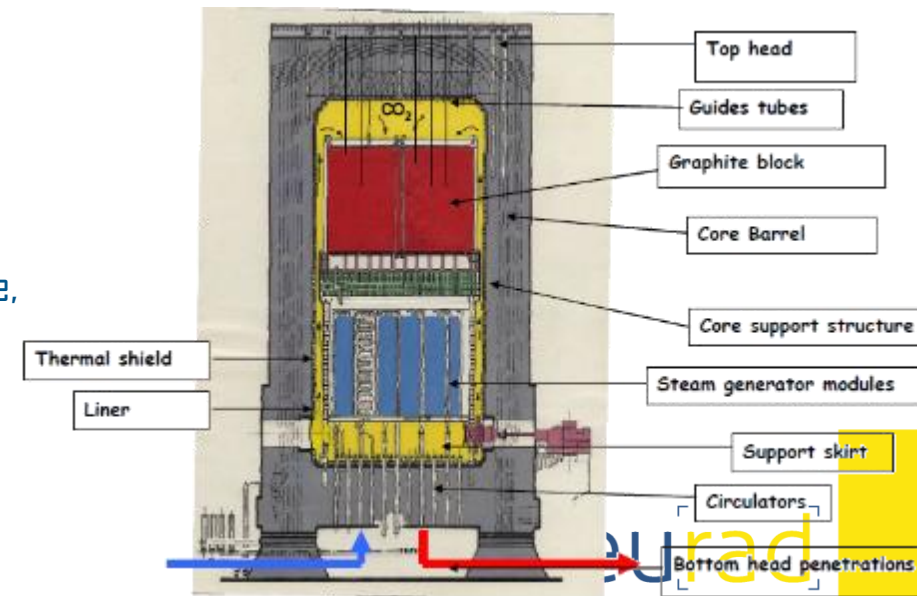 Top head
CO2
Guides tubes
Graphite block
Core Barrel
Core support structure
Thermal shield
Steam generator modules
Liner
Support skirt
Circulators
eurad
Bottom head penetrations